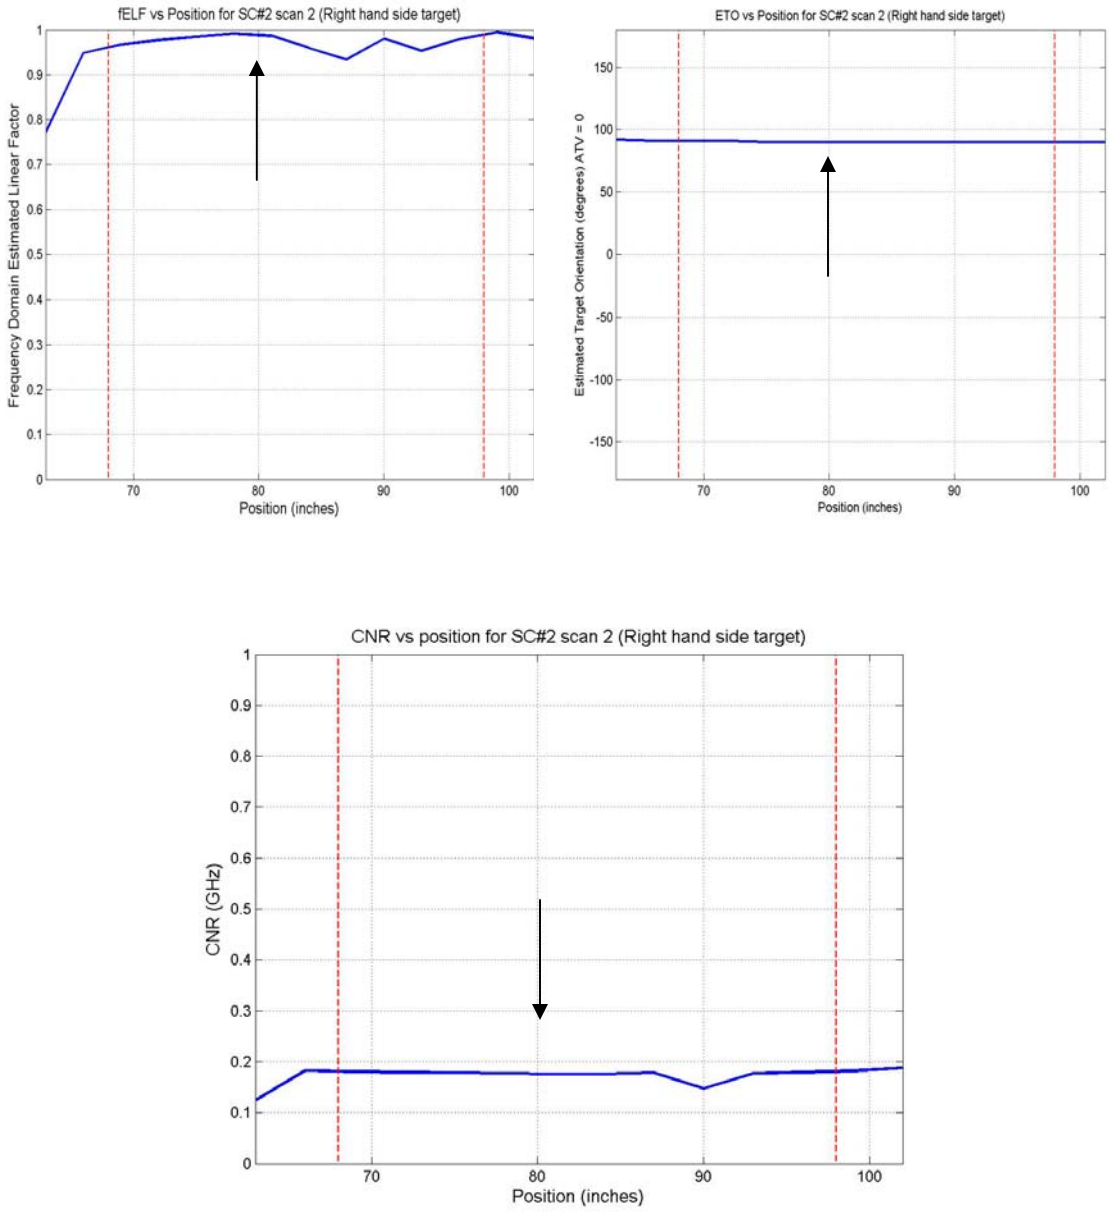 fELF vs Position for SC#2 scan 2 (Right hand side target)
Frequency Domain Estimated Linear Factor
1
0.9
0.8
0.7
0.6
0.5
0.4
0.3
0.2
0.1
0
70 80 90 100
Position (inches)
ETO vs Position for SC#2 scan 2 (Right hand side target)
Estimated Target Orientation (degrees) ATV = 0
150
100
50
0
-50
-100
-150
70 80 90 100
Position (inches)
CNR vs position for SC#2 scan 2 (Right hand side target)
CNR (GHz)
1
0.9
0.8
0.7
0.6
0.5
0.4
0.3
0.2
0.1
0
70 80 90 100
Position (inches)